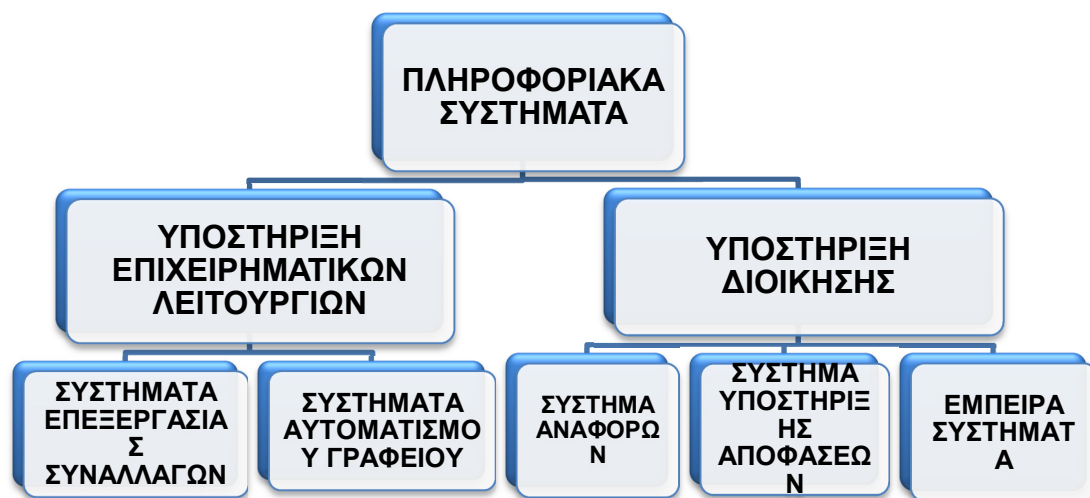 ΠΛΗΡΟΦΟΡΙΑΚΑ
ΣΥΣΤΗΜΑΤΑ
ΥΠΟΣΤΗΡΙΞΗ
ΕΠΙΧΕΙΡΗΜΑΤΙΚΩΝ
ΛΕΙΤΟΥΡΓΙΩΝ
ΥΠΟΣΤΗΡΙΞΗ
ΔΙΟΙΚΗΣΗΣ
ΣΥΣΤΗΜΑΤΑ
ΕΠΕΞΕΡΓΑΣΙΑ
Σ
ΣΥΝΑΛΛΑΓΩΝ
ΣΥΣΤΗΜΑΤΑ
ΑΥΤΟΜΑΤΙΣΜΟ
Υ ΓΡΑΦΕΙΟΥ
ΣΥΣΤΗΜΑ
ΑΝΑΦΟΡΩ
Ν
ΣΥΣΤΗΜΑ
ΥΠΟΣΤΗΡΙΞ
ΗΣ
ΑΠΟΦΑΣΕΩ
Ν
ΕΜΠΕΙΡΑ
ΣΥΣΤΗΜΑΤ
Α